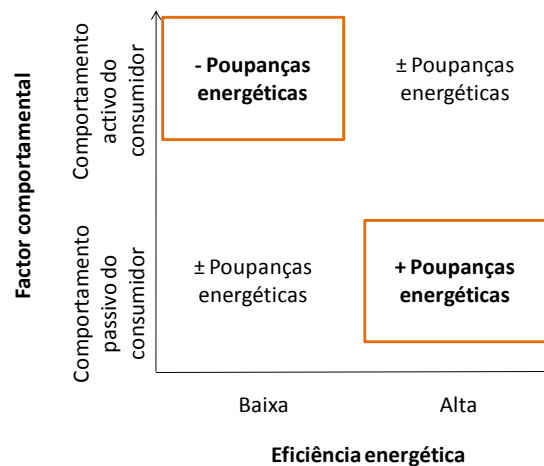 Factor comportamental
Comportamento
activo do
consumidor
- Poupanças
energéticas
± Poupanças
energéticas
Comportamento
passivo do
consumidor
± Poupanças
energéticas
+ Poupanças
energéticas
Baixa
Alta
Eficiência energética